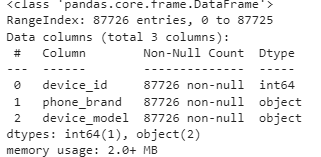 <class 'pandas.core.frame.DataFrame'>
RangeIndex: 87726 entries, 0 to 87725
Data columns (total 3 columns):
 #   Column        Non-Null Count  Dtype
---  ------        --------------  -----
 0   device_id     87726 non-null  int64
 1   phone_brand   87726 non-null  object
 2   device_model  87726 non-null  object
dtypes: int64(1), object(2)
memory usage: 2.0+ MB